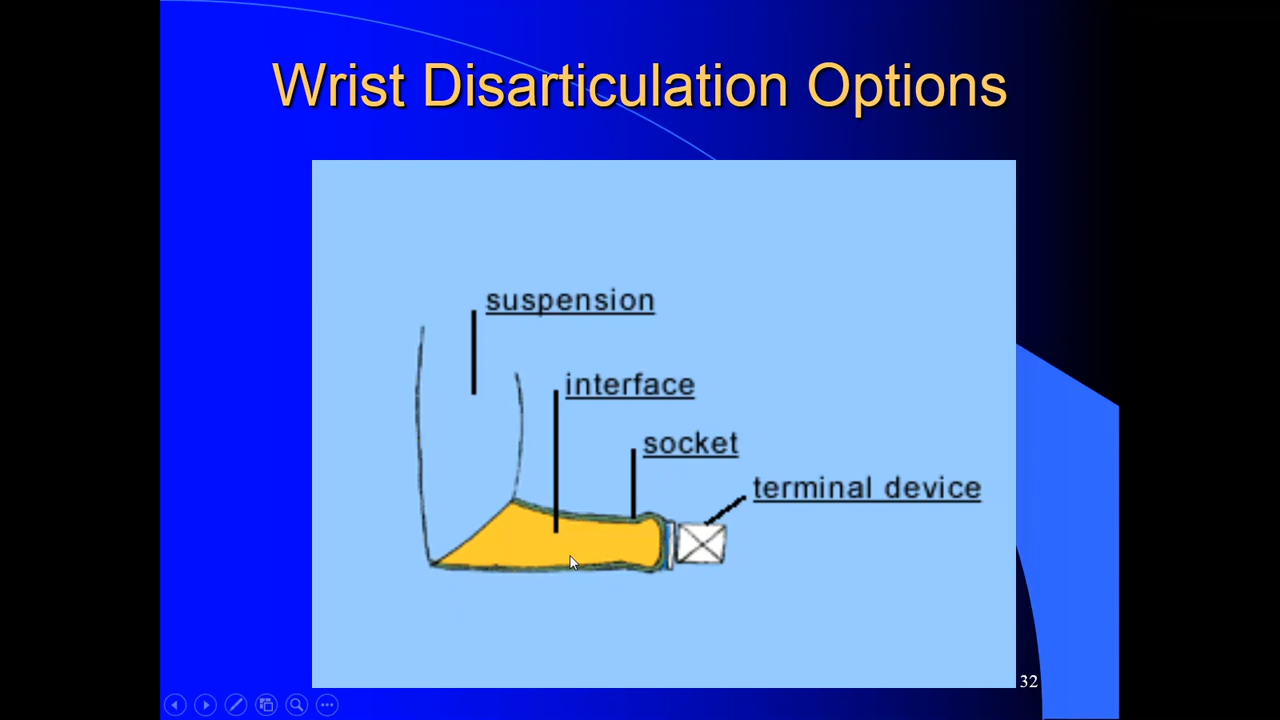 Wrist Disarticulation Options
suspension
interface
socket
terminal device
32